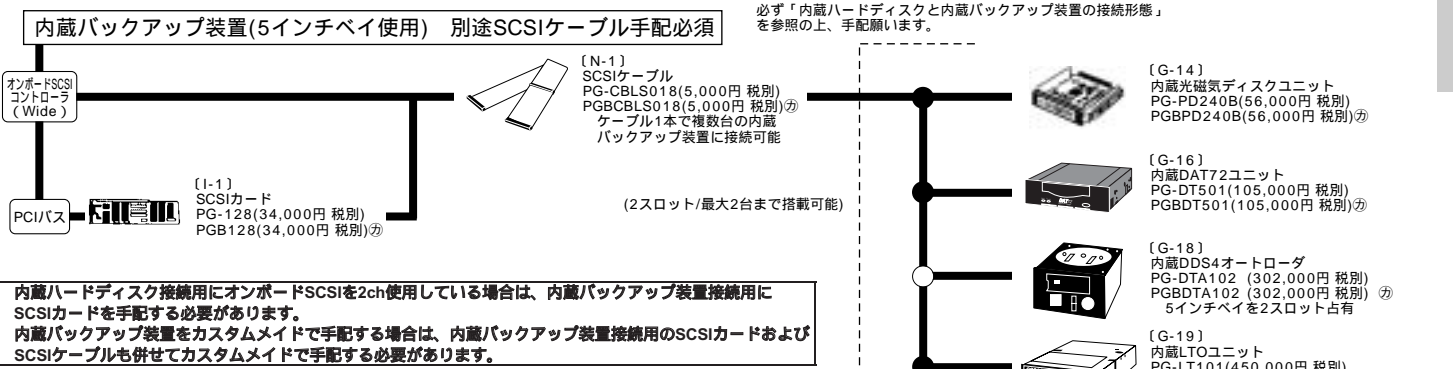 必ず「内蔵ハードディスクと内蔵バックアップ装置の接続形態」
を参照の上、手配願います。
内蔵バックアップ装置(5インチベイ使用)　別途SCSIケーブル手配必須
オンボードSCSI
コントローラ
(Wide)
〔N-1〕
SCSIケーブル
PG-CBLS018(5,000円 税別)
PGBCBLS018(5,000円 税別)㋕
ケーブル1本で複数台の内蔵
バックアップ装置に接続可能
〔G-14〕
内蔵光磁気ディスクユニット
PG-PD240B(56,000円 税別)
PGBPD240B(56,000円 税別)㋕
PCIバス
〔I-1〕
SCSIカード
PG-128(34,000円 税別)
PGB128(34,000円 税別)㋕
(2スロット/最大2台まで搭載可能)
〔G-16〕
内蔵DAT72ユニット
PG-DT501(105,000円 税別)
PGBDT501(105,000円 税別)㋕
〔G-18〕
内蔵DDS4オートローダ
PG-DTA102 (302,000円 税別)
PGBDTA102 (302,000円 税別) ㋕
5インチベイを2スロット占有
内蔵ハードディスク接続用にオンボードSCSIを2ch使用している場合は、内蔵バックアップ装置接続用に
SCSIカードを手配する必要があります。
内蔵バックアップ装置をカスタムメイドで手配する場合は、内蔵バックアップ装置接続用のSCSIカードおよび
SCSIケーブルも併せてカスタムメイドで手配する必要があります。
〔G-19〕
内蔵LTOユニット
PG-LT101(450,000円 税別)